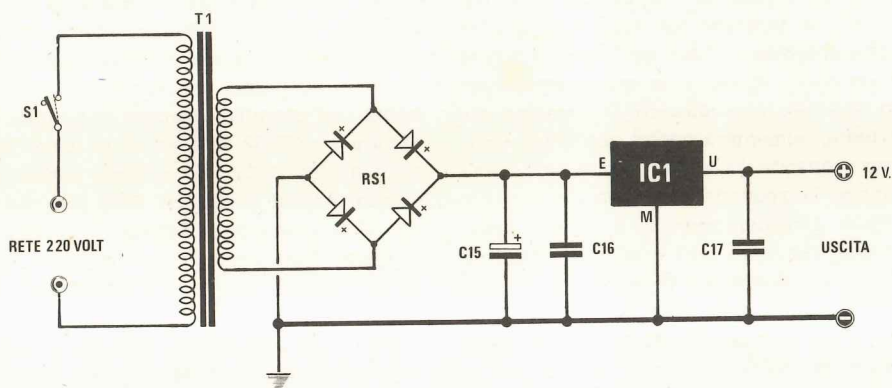 T1
S1
RS1
E
IC1
U
M
12 V.
C15
+
C16
C17
RETE 220 VOLT
USCITA